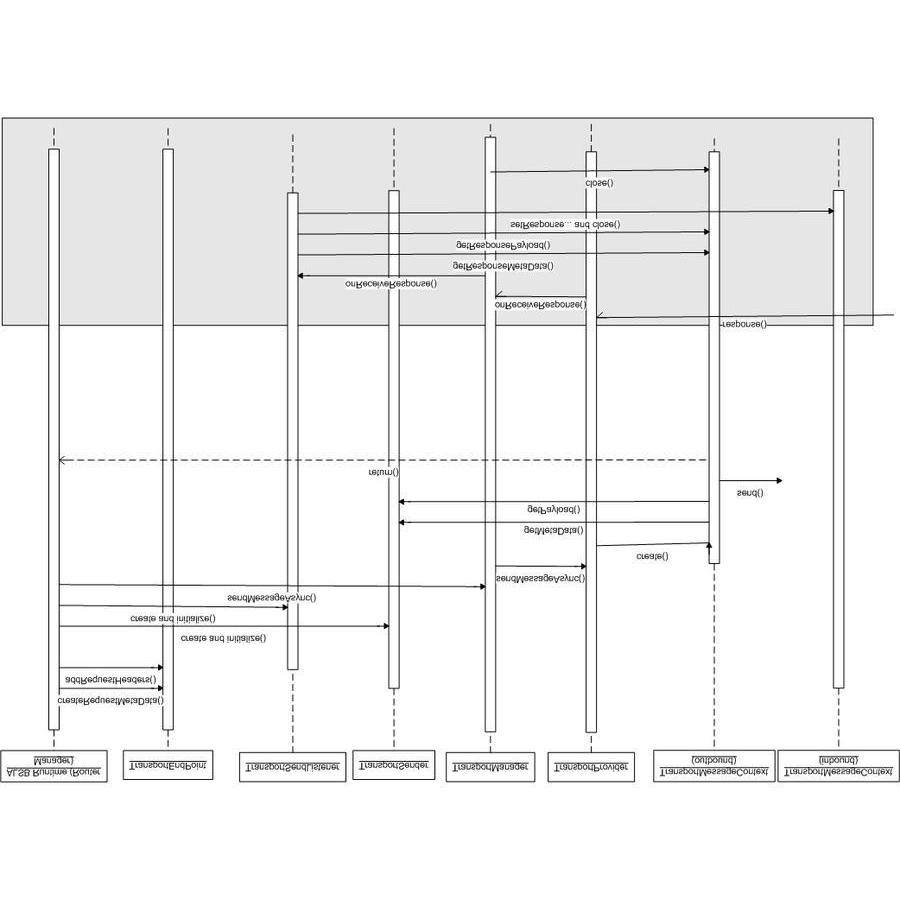 ALSB Runtime (Router
Manager)
TransportEndPoint
TransportSendListener
TransportSender
TransportManager
TransportProvider
TransportMessageContext
(outbound)
TransportMessageContext
(inbound)
createRequestMetaData()
addRequestHeaders()
create and initialize()
create and initialize()
sendMessageAsync()
sendMessageAsync()
create()
getMetaData()
getPayload()
send()
return()
response()
onReceiveResponse()
onReceiveResponse()
getResponseMetaData()
getResponsePayload()
setResponse... and close()
close()